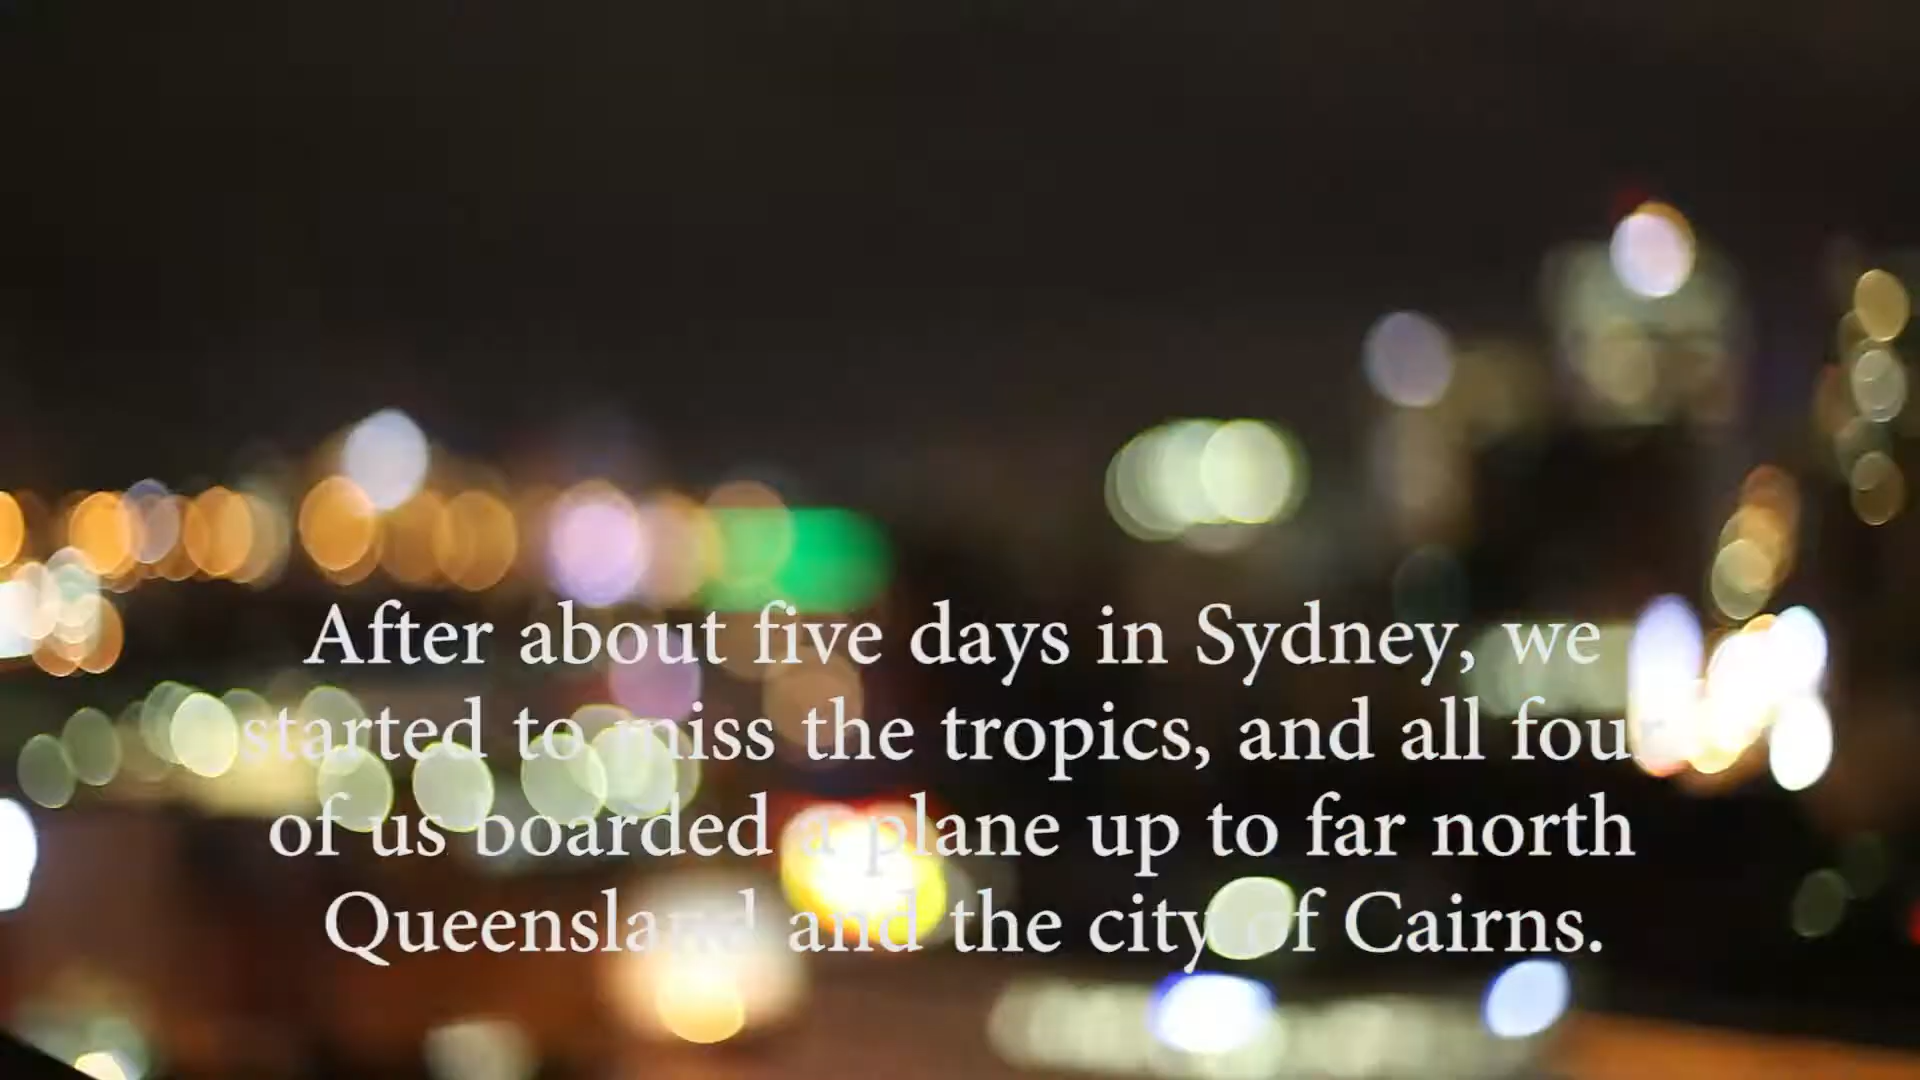 After about five days in Sydney, we
started to miss the tropics, and all four
of us boarded a plane up to far north
Queensland and the city of Cairns.